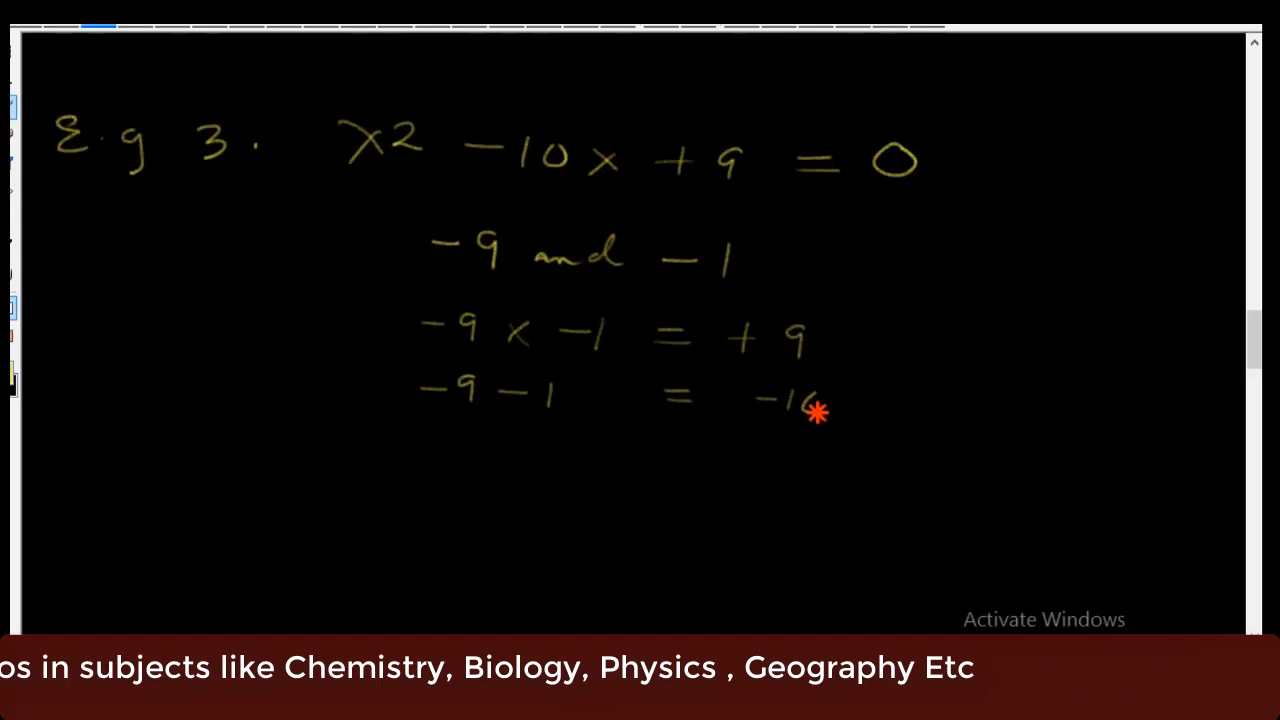 E.g 3. x2 -10x +9 = 0
-9 and -1
-9 x -1 = +9
-9 -1 = -10
Activate Windows
os in subjects like Chemistry, Biology, Physics , Geography Etc